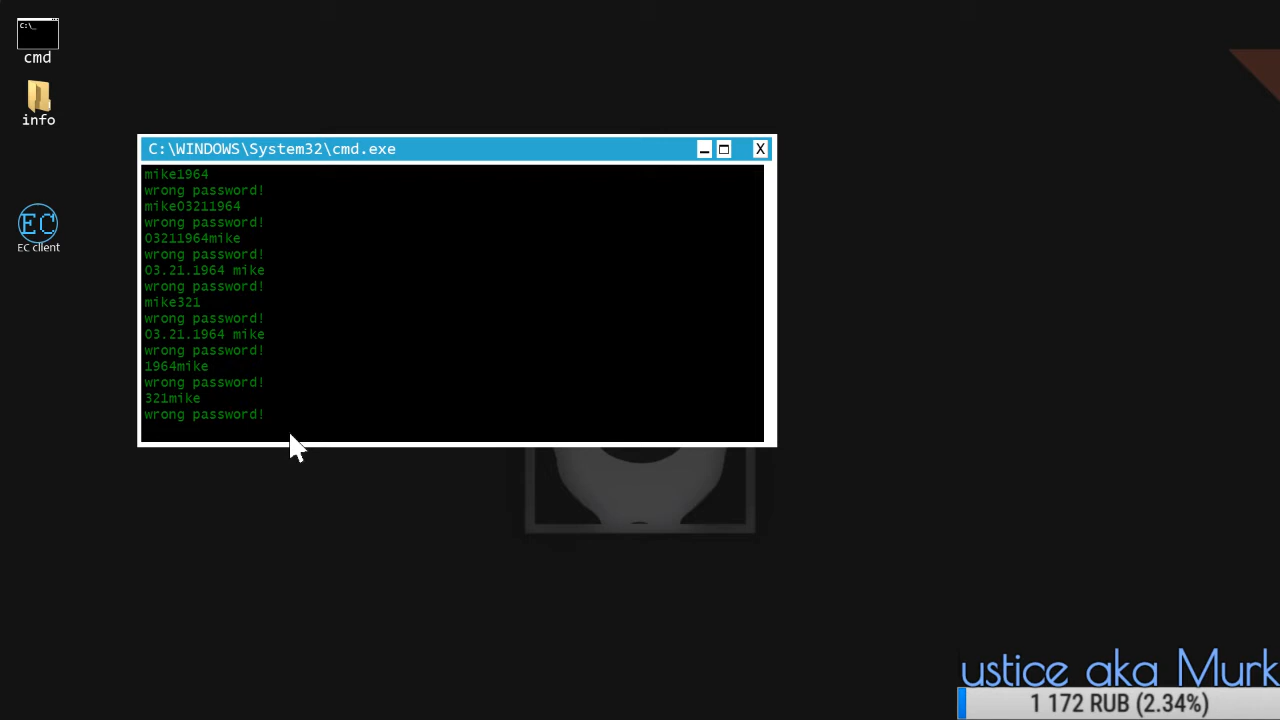 C:\_
cmd
info
EC
EC client
C:\WINDOWS\System32\cmd.exe
X
mike1964
wrong password!
mike03211964
wrong password!
03211964mike
wrong password!
03.21.1964 mike
wrong password!
mike321
wrong password!
03.21.1964 mike
wrong password!
1964mike
wrong password!
321mike
wrong password!
ustice aka Murk
1 172 RUB (2.34%)